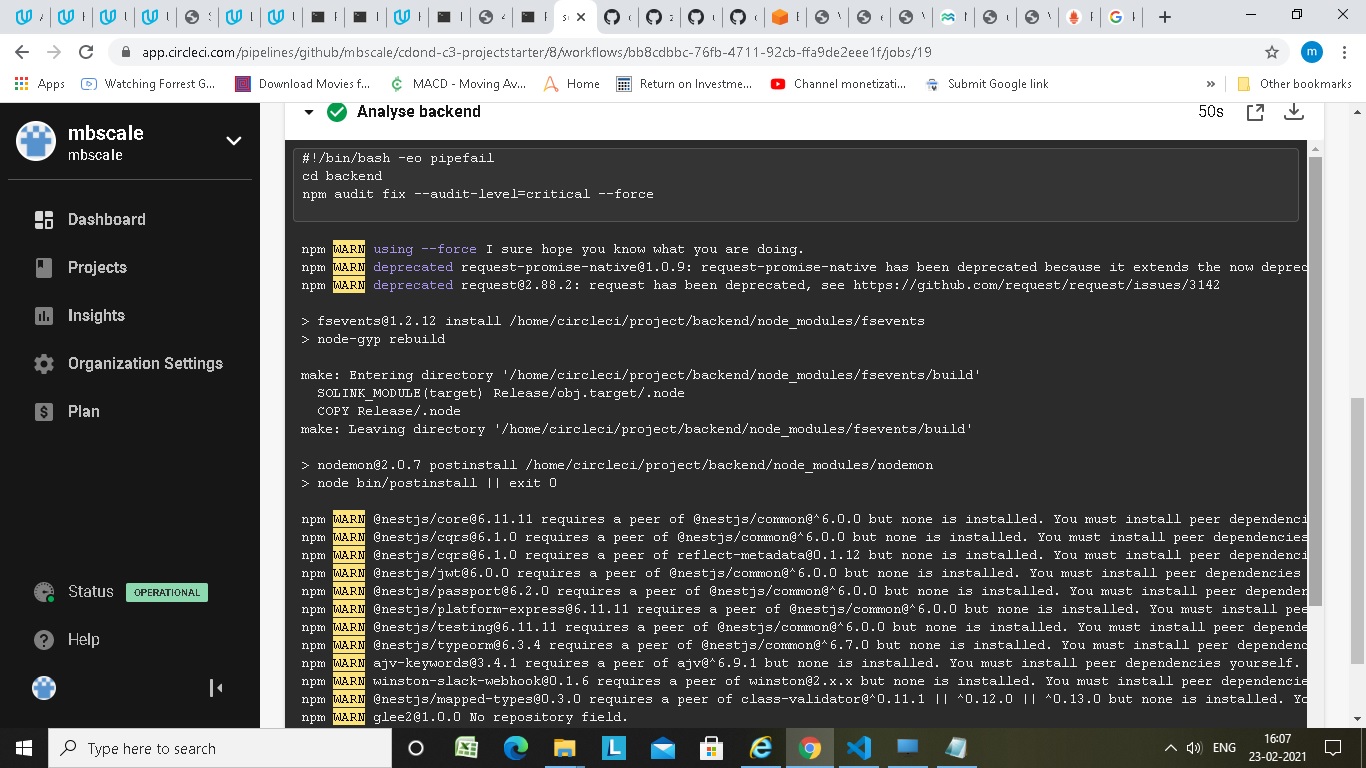 app.circleci.com/pipelines/github/mbscale/cdond-c3-projectstarter/8/workflows/bb8cdbbc-76fb-4711-92cb-ffa9de2eee1f/jobs/19
m
Apps
Watching Forrest G...
Download Movies f...
MACD - Moving Av...
Home
Return on Investme...
Channel monetizati...
Submit Google link
»
Other bookmarks
mbscale
mbscale
Dashboard
Projects
Insights
Organization Settings
Plan
Status
OPERATIONAL
Help
Analyse backend
50s
#!/bin/bash -eo pipefail
cd backend
npm audit fix --audit-level=critical --force
npm WARN using --force I sure hope you know what you are doing.
npm WARN deprecated request-promise-native@1.0.9: request-promise-native has been deprecated because it extends the now deprec
npm WARN deprecated request@2.88.2: request has been deprecated, see https://github.com/request/request/issues/3142
> fsevents@1.2.12 install /home/circleci/project/backend/node_modules/fsevents
> node-gyp rebuild
make: Entering directory '/home/circleci/project/backend/node_modules/fsevents/build'
SOLINK_MODULE(target) Release/obj.target/.node
COPY Release/.node
make: Leaving directory '/home/circleci/project/backend/node_modules/fsevents/build'
> nodemon@2.0.7 postinstall /home/circleci/project/backend/node_modules/nodemon
> node bin/postinstall || exit 0
npm WARN @nestjs/core@6.11.11 requires a peer of @nestjs/common@^6.0.0 but none is installed. You must install peer dependenci
npm WARN @nestjs/cqrs@6.1.0 requires a peer of @nestjs/common@^6.0.0 but none is installed. You must install peer dependencies
npm WARN @nestjs/cqrs@6.1.0 requires a peer of reflect-metadata@0.1.12 but none is installed. You must install peer dependenci
npm WARN @nestjs/jwt@6.0.0 requires a peer of @nestjs/common@^6.0.0 but none is installed. You must install peer dependencies
npm WARN @nestjs/passport@6.2.0 requires a peer of @nestjs/common@^6.0.0 but none is installed. You must install peer dependen
npm WARN @nestjs/platform-express@6.11.11 requires a peer of @nestjs/common@^6.0.0 but none is installed. You must install pee
npm WARN @nestjs/testing@6.11.11 requires a peer of @nestjs/common@^6.0.0 but none is installed. You must install peer depende
npm WARN @nestjs/typeorm@6.3.4 requires a peer of @nestjs/common@^6.7.0 but none is installed. You must install peer dependenc
npm WARN ajv-keywords@3.4.1 requires a peer of ajv@^6.9.1 but none is installed. You must install peer dependencies yourself.
npm WARN winston-slack-webhook@0.1.6 requires a peer of winston@2.x.x but none is installed. You must install peer dependencie
npm WARN @nestjs/mapped-types@0.3.0 requires a peer of class-validator@^0.11.1 || ^0.12.0 || ^0.13.0 but none is installed. Yo
npm WARN glee2@1.0.0 No repository field.
Type here to search
ENG
16:07
23-02-2021